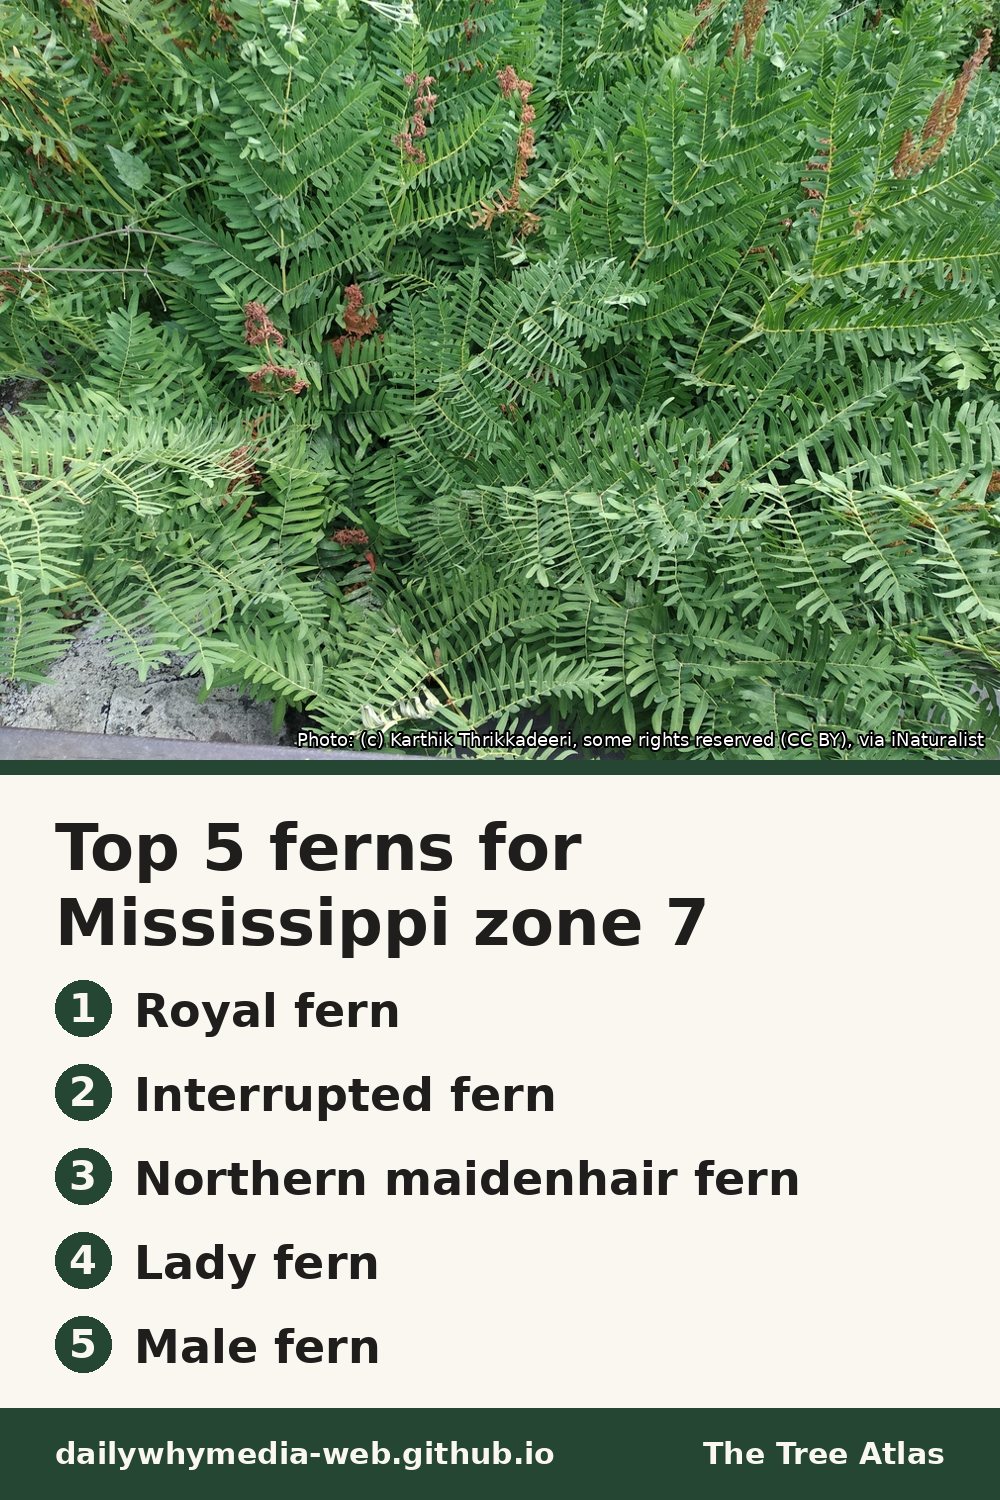 Photo: (c) Karthik Thrikkadeeri, some rights reserved (CC BY), via iNaturalist
Top 5 ferns for
Mississippi zone 7
1 Royal fern
2 Interrupted fern
3 Northern maidenhair fern
4 Lady fern
5 Male fern
dailywhymedia-web.github.io The Tree Atlas